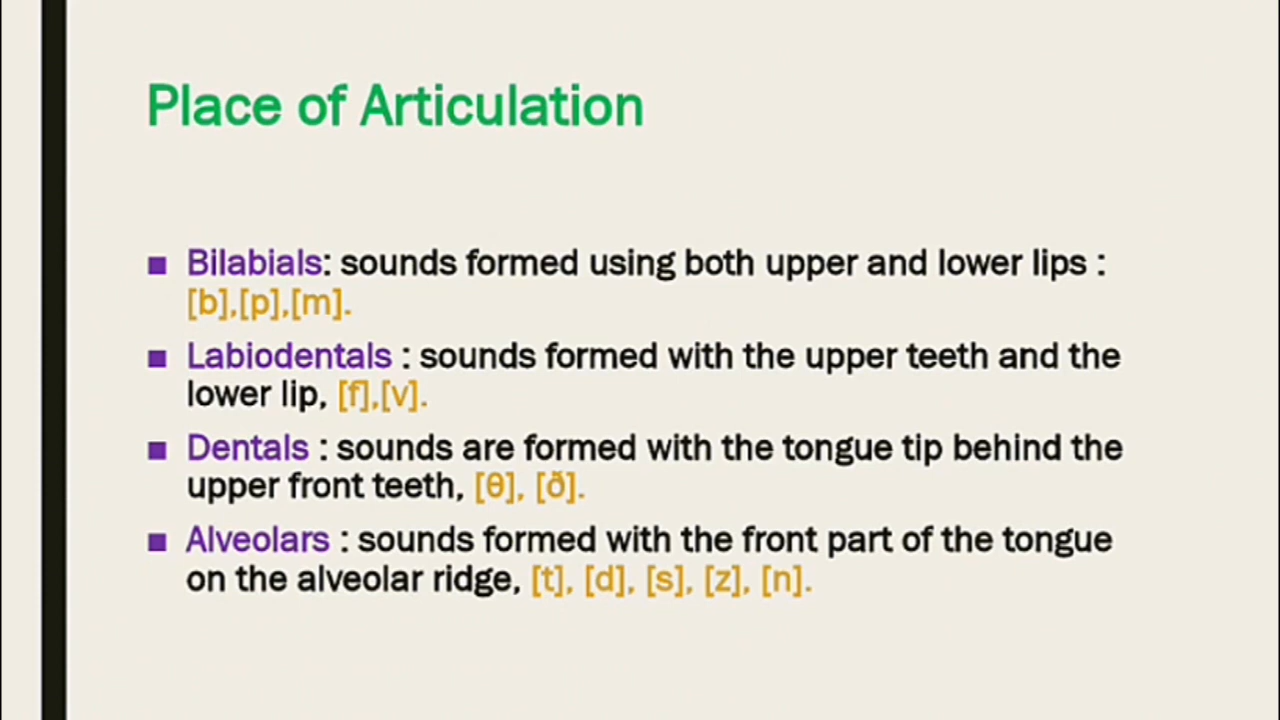 Place of Articulation
■ Bilabials: sounds formed using both upper and lower lips :
[b],[p],[m].
■ Labiodentals : sounds formed with the upper teeth and the
lower lip, [f],[v].
■ Dentals : sounds are formed with the tongue tip behind the
upper front teeth, [θ], [ð].
■ Alveolars : sounds formed with the front part of the tongue
on the alveolar ridge, [t], [d], [s], [z], [n].